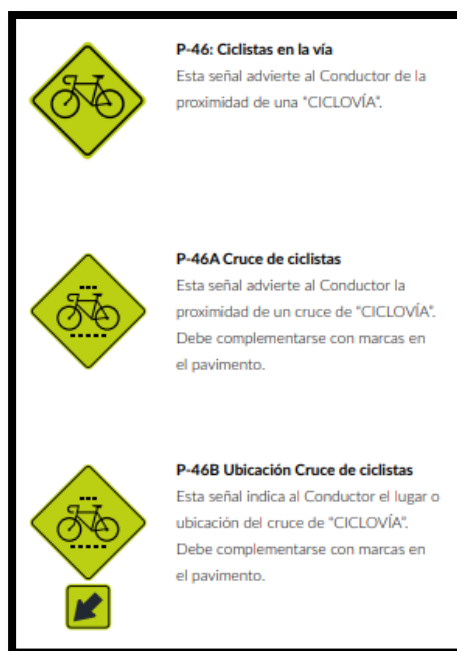 P-46: Ciclistas en la vía
Esta señal advierte al Conductor de la
proximidad de una "CICLOVÍA".
P-46A Cruce de ciclistas
Esta señal advierte al Conductor la
proximidad de un cruce de "CICLOVÍA".
Debe complementarse con marcas en
el pavimento.
P-46B Ubicación Cruce de ciclistas
Esta señal indica al Conductor el lugar o
ubicación del cruce de "CICLOVÍA".
Debe complementarse con marcas en
el pavimento.